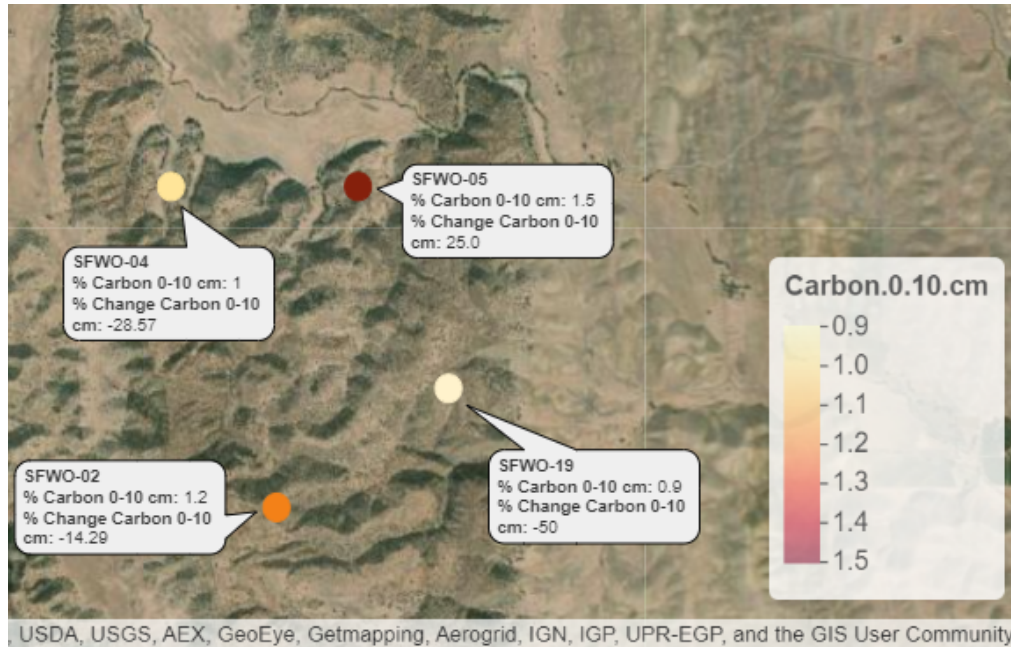 SFWO-05
% Carbon 0-10 cm: 1.5
% Change Carbon 0-10
cm: 25.0
SFWO-04
% Carbon 0-10 cm: 1
% Change Carbon 0-10
cm: -28.57
Carbon.0.10.cm
0.9
1.0
1.1
1.2
1.3
1.4
1.5
SFWO-02
% Carbon 0-10 cm: 1.2
% Change Carbon 0-10
cm: -14.29
SFWO-19
% Carbon 0-10 cm: 0.9
% Change Carbon 0-10
cm: -50
, USDA, USGS, AEX, GeoEye, Getmapping, Aerogrid, IGN, IGP, UPR-EGP, and the GIS User Community